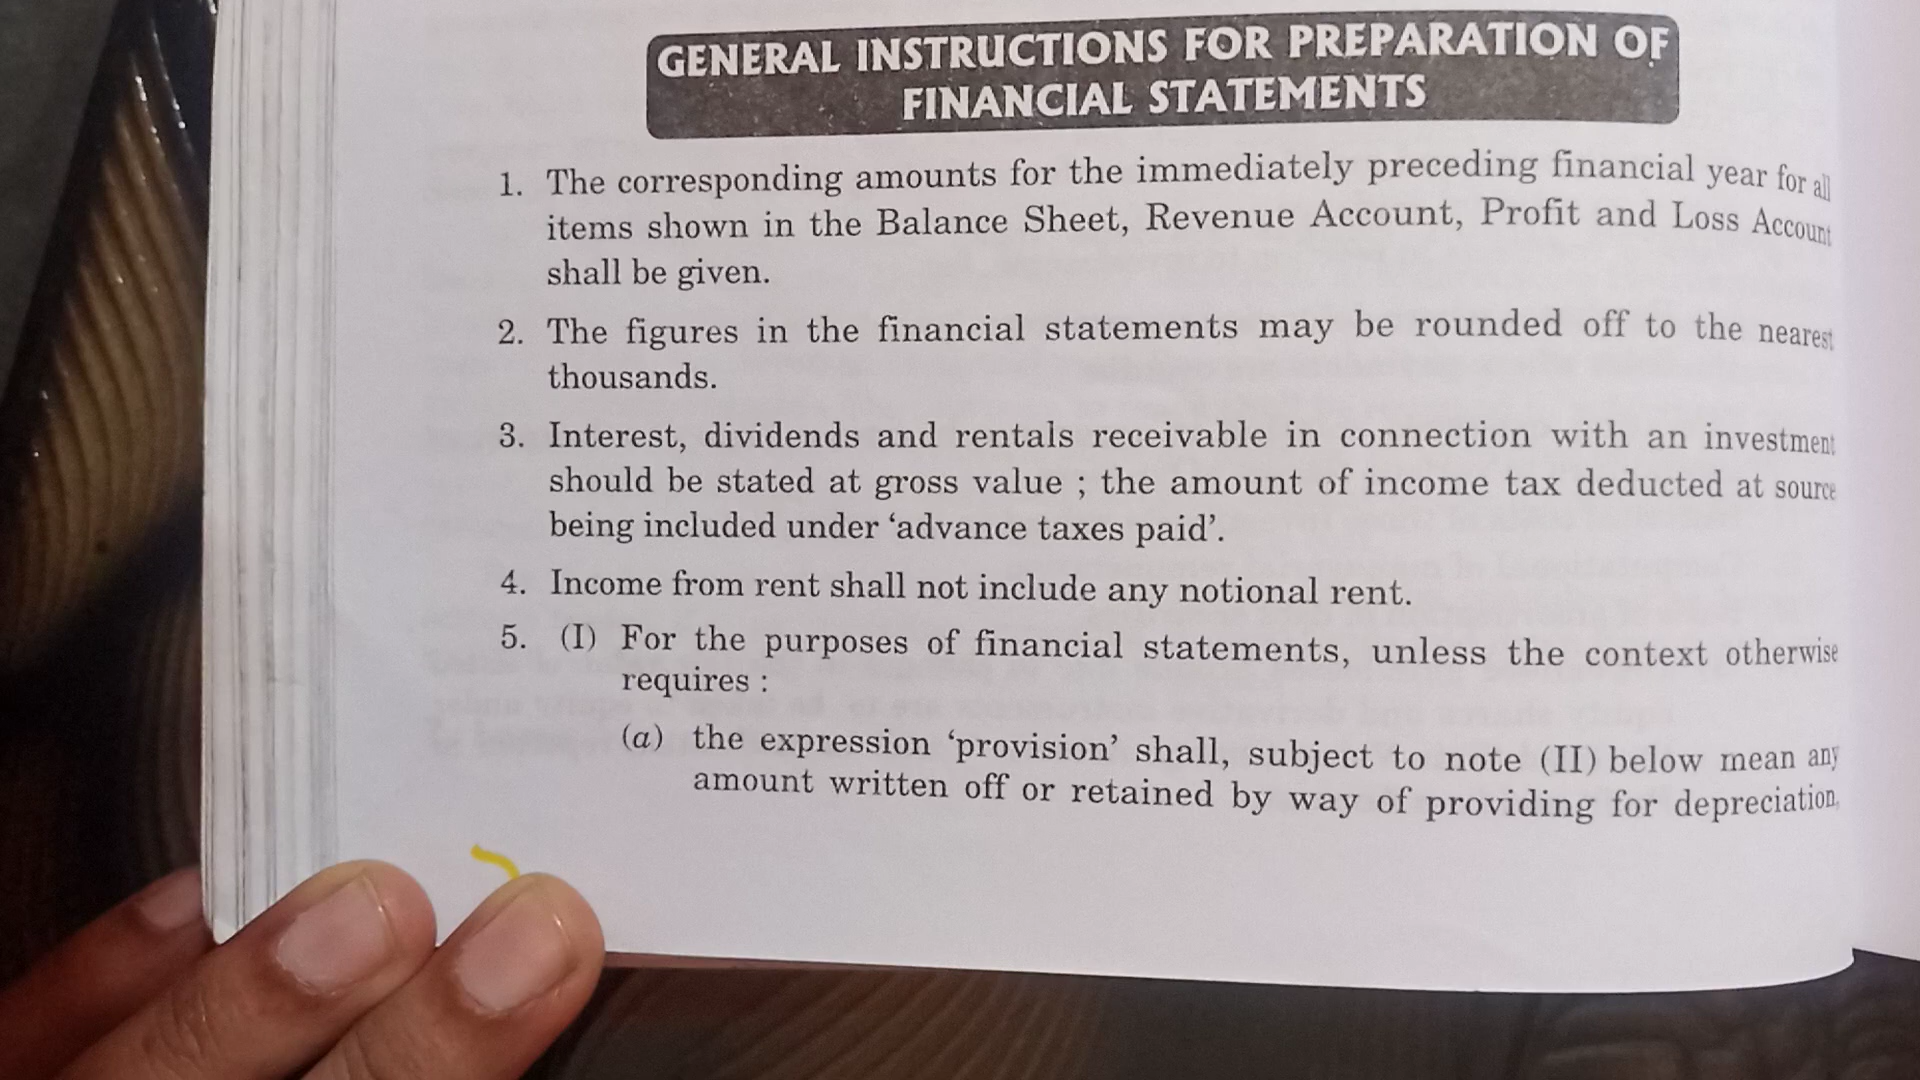 GENERAL INSTRUCTIONS FOR PREPARATION OF
FINANCIAL STATEMENTS
1. The corresponding amounts for the immediately preceding financial year for all
items shown in the Balance Sheet, Revenue Account, Profit and Loss Account
shall be given.
2. The figures in the financial statements may be rounded off to the nearest
thousands.
3. Interest, dividends and rentals receivable in connection with an investment
should be stated at gross value ; the amount of income tax deducted at source
being included under ‘advance taxes paid’.
4. Income from rent shall not include any notional rent.
5. (I) For the purposes of financial statements, unless the context otherwise
requires :
(a) the expression ‘provision’ shall, subject to note (II) below mean any
amount written off or retained by way of providing for depreciation,